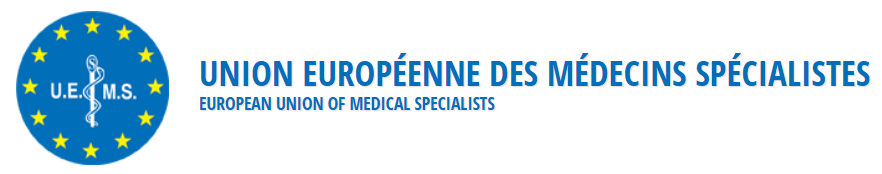 U.E.M.S.
UNION EUROPÉENNE DES MÉDECINS SPÉCIALISTES
EUROPEAN UNION OF MEDICAL SPECIALISTS